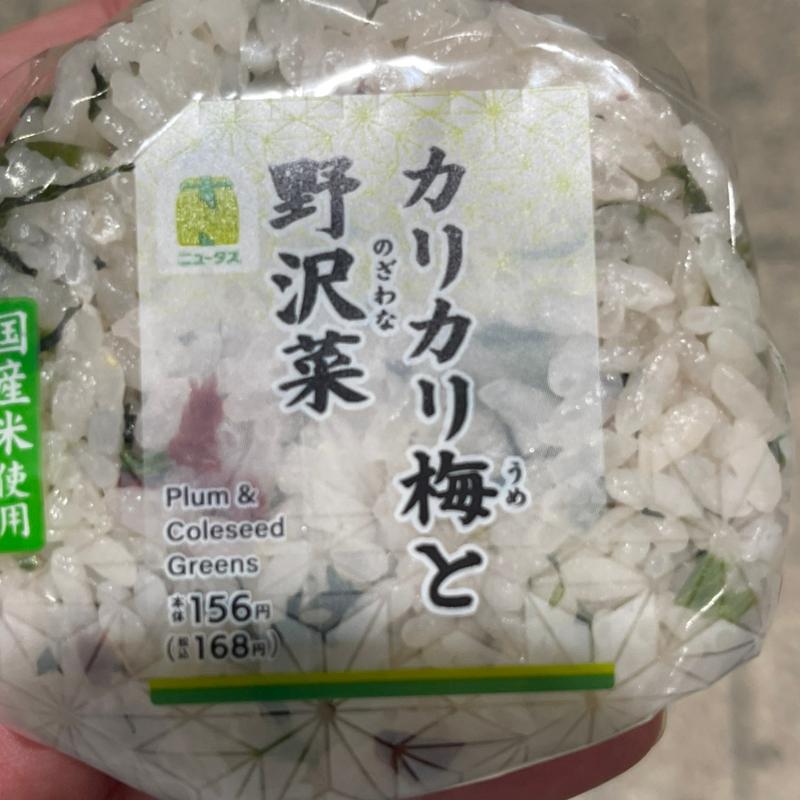 カリカリ梅と
うめ
野沢菜
のざわな
ニュータス
国産米使用
Plum &
Coleseed
Greens
本体156円
(税込168円)